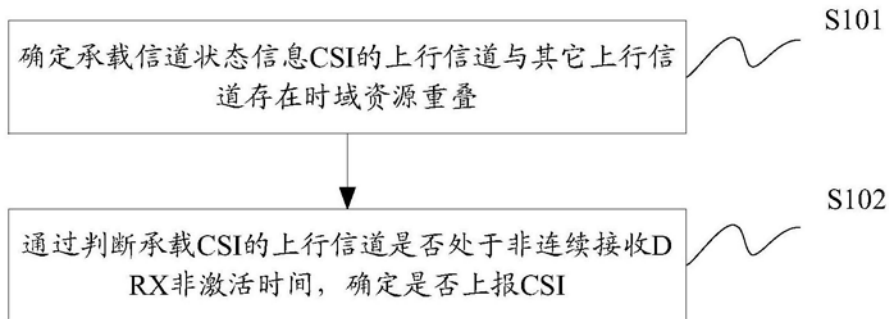 确定承载信道状态信息CSI的上行信道与其它上行信
道存在时域资源重叠
S101
通过判断承载CSI的上行信道是否处于非连续接收D
RX非激活时间，确定是否上报CSI
S102